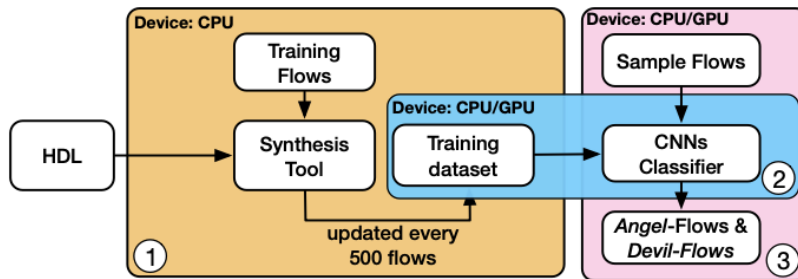 Device: CPU
Training
Flows
HDL
Synthesis
Tool
updated every
500 flows
1
Device: CPU/GPU
Training
dataset
2
Device: CPU/GPU
Sample Flows
CNNs
Classifier
Angel-Flows &
Devil-Flows
3